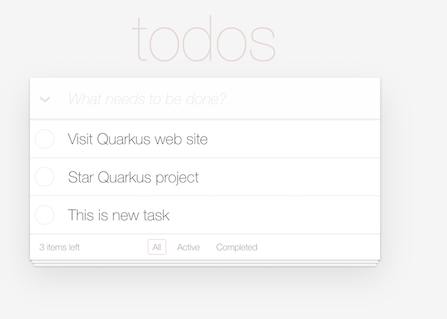 todos
What needs to be done?
Visit Quarkus web site
Star Quarkus project
This is new task
3 items left All Active Completed